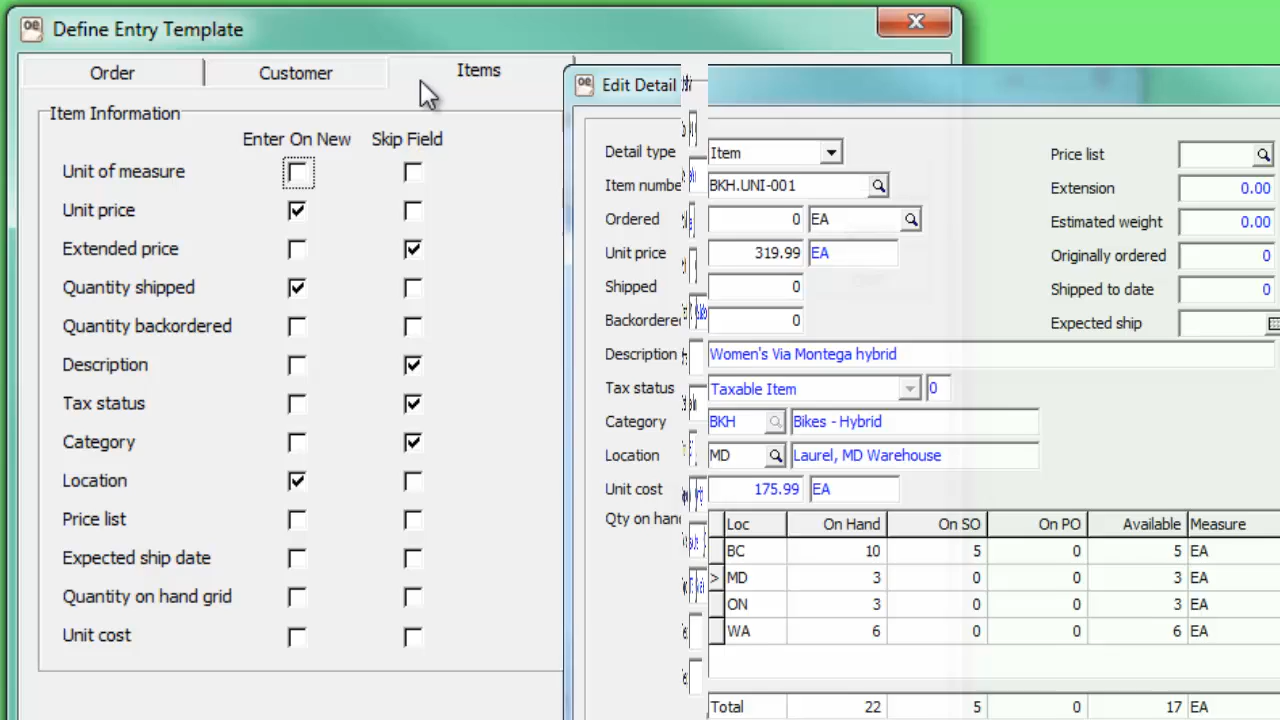 Define Entry Template
Order Customer Items
Item Information
Enter On New Skip Field
Unit of measure
Unit price
Extended price
Quantity shipped
Quantity backordered
Description
Tax status
Category
Location
Price list
Expected ship date
Quantity on hand grid
Unit cost
Edit Detail
Detail type Item
Item numbe BKH.UNI-001
Ordered 0 EA
Unit price 319.99 EA
Shipped 0
Backordere 0
Description Women's Via Montega hybrid
Tax status Taxable Item 0
Category BKH Bikes - Hybrid
Location MD Laurel, MD Warehouse
Unit cost 175.99 EA
Price list
Extension 0.00
Estimated weight 0.00
Originally ordered 0
Shipped to date 0
Expected ship
Qty on han
Loc On Hand On SO On PO Available Measure
BC 10 5 0 5 EA
> MD 3 0 0 3 EA
ON 3 0 0 3 EA
WA 6 0 0 6 EA
Total 22 5 0 17 EA